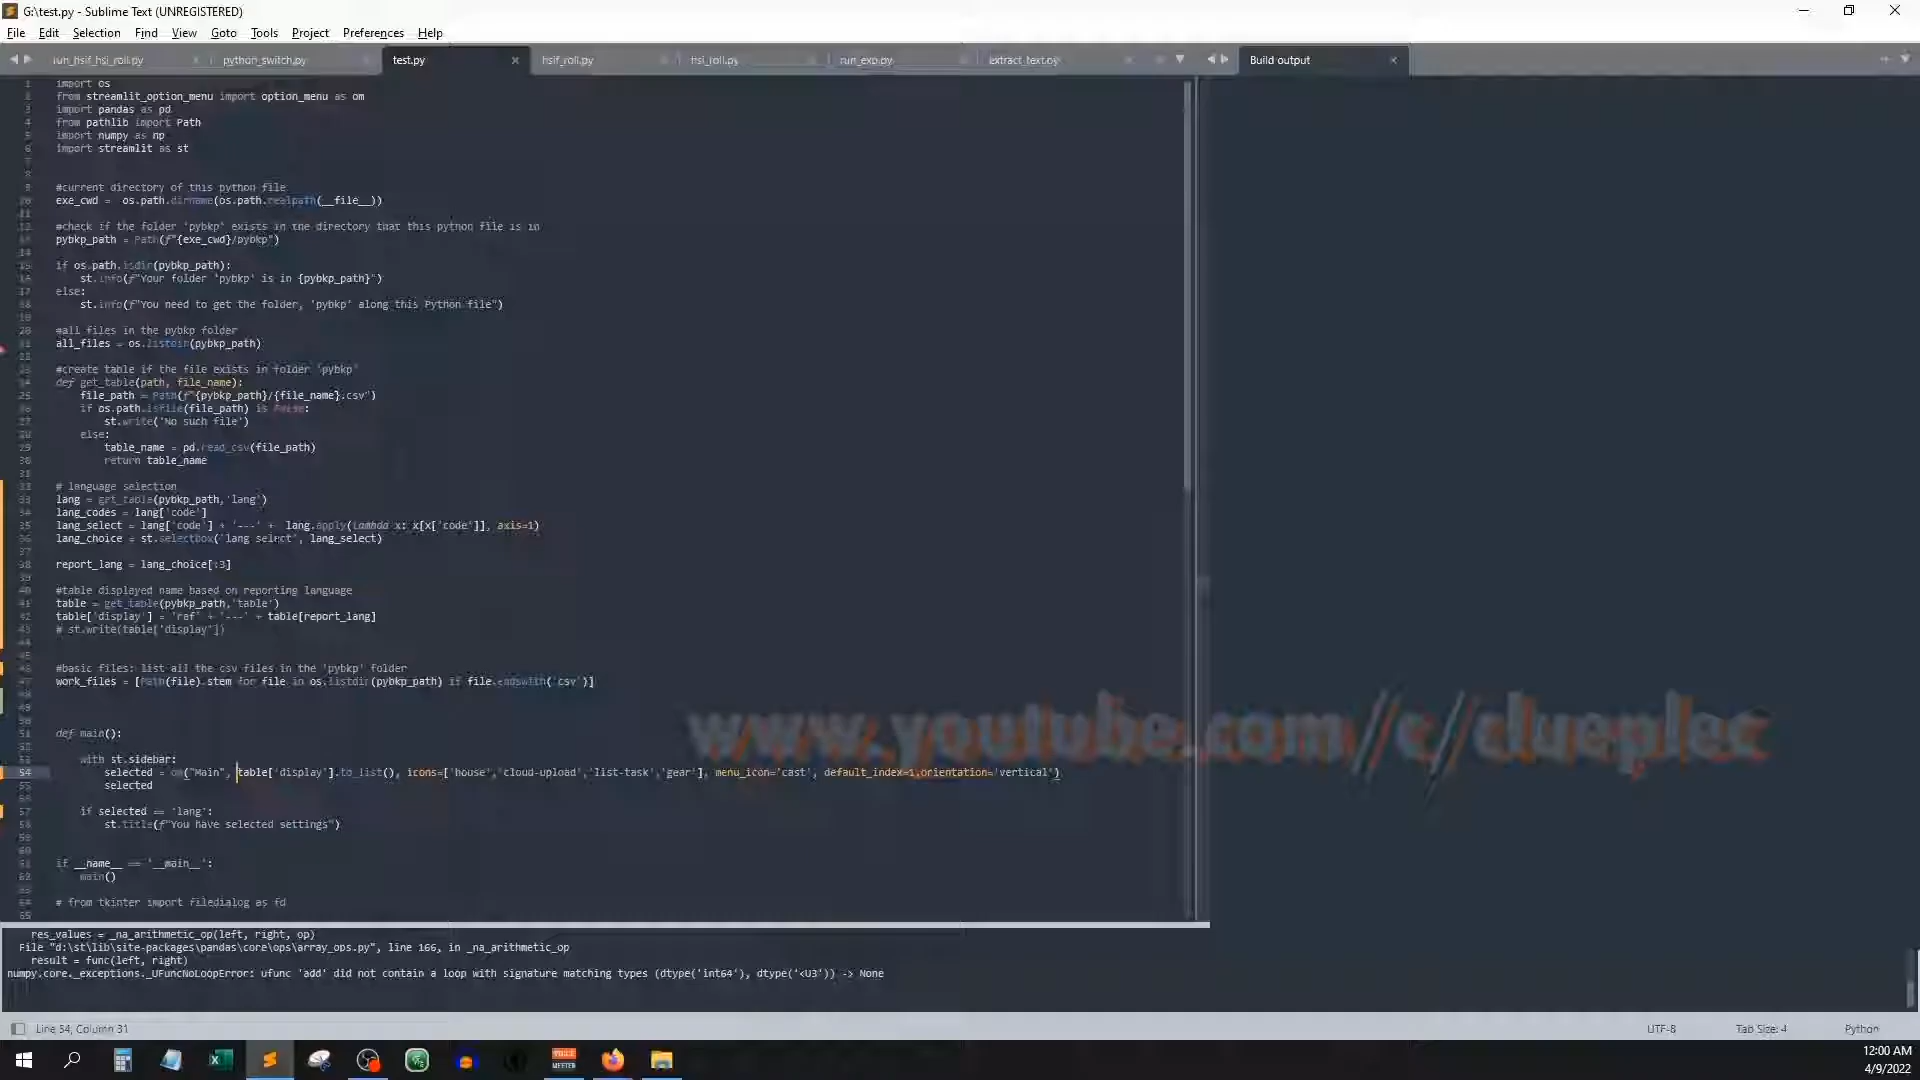 G:\test.py - Sublime Text (UNREGISTERED)
File Edit Selection Find View Goto Tools Project Preferences Help
run_hsif_hsi_roll.py python_switch.py test.py hsif_roll.py hsi_roll.py run_exp.py extract_text.py Build output
import os
from streamlit_option_menu import option_menu as om
import pandas as pd
from pathlib import Path
import numpy as np
import streamlit as st
#current directory of this python file
exe_cwd =  os.path.dirname(os.path.realpath(__file__))
#check if the folder 'pybkp' exists in the directory that this python file is in
pybkp_path = Path(f"{exe_cwd}/pybkp")
if os.path.isdir(pybkp_path):
st.info(f"Your folder 'pybkp' is in {pybkp_path}")
else:
st.info(f"You need to get the folder, 'pybkp' along this Python file")
#all files in the pybkp folder
all_files = os.listdir(pybkp_path)
#create table if the file exists in folder 'pybkp'
def get_table(path, file_name):
file_path = Path(f"{pybkp_path}/{file_name}.csv")
if os.path.isfile(file_path) is False:
st.write('No such file')
else:
table_name = pd.read_csv(file_path)
return table_name
# language selection
lang = get_table(pybkp_path,'lang')
lang_codes = lang['code']
lang_select = lang['code'] + '---' +  lang.apply(lambda x: x[x['code']], axis=1)
lang_choice = st.selectbox("lang select", lang_select)
report_lang = lang_choice[:3]
#table displayed name based on reporting language
table = get_table(pybkp_path,'table')
table['display'] = 'ref' + '---' + table[report_lang]
# st.write(table['display'])
#basic files: list all the csv files in the 'pybkp' folder
work_files = [Path(file).stem for file in os.listdir(pybkp_path) if file.endswith('csv')]
def main():
with st.sidebar:
selected = om("Main", table['display'].to_list(), icons=['house','cloud-upload','list-task','gear'], menu_icon='cast', default_index=1,orientation='vertical')
selected
if selected == 'lang':
st.title(f"You have selected settings")
if __name__ == '__main__':
main()
# from tkinter import filedialog as fd
www.youtube.com//c//clueplec
res_values = _na_arithmetic_op(left, right, op)
File "d:\st\lib\site-packages\pandas\core\ops\array_ops.py", line 166, in _na_arithmetic_op
result = func(left, right)
numpy.core._exceptions._UFuncNoLoopError: ufunc 'add' did not contain a loop with signature matching types (dtype('int64'), dtype('<U3')) -> None
Line 54, Column 31 UTF-8 Tab Size: 4 Python
12:00 AM
4/9/2022